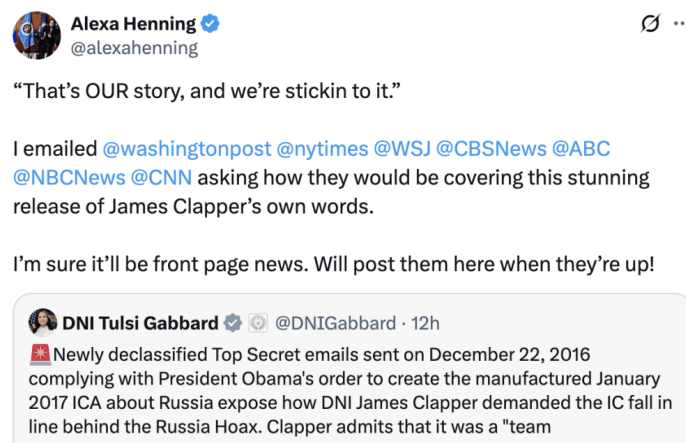 Alexa Henning
@alexahenning
“That’s OUR story, and we’re stickin to it.”
I emailed @washingtonpost @nytimes @WSJ @CBSNews @ABC
@NBCNews @CNN asking how they would be covering this stunning
release of James Clapper’s own words.
I’m sure it’ll be front page news. Will post them here when they’re up!
DNI Tulsi Gabbard @DNIGabbard · 12h
Newly declassified Top Secret emails sent on December 22, 2016
complying with President Obama's order to create the manufactured January
2017 ICA about Russia expose how DNI James Clapper demanded the IC fall in
line behind the Russia Hoax. Clapper admits that it was a "team